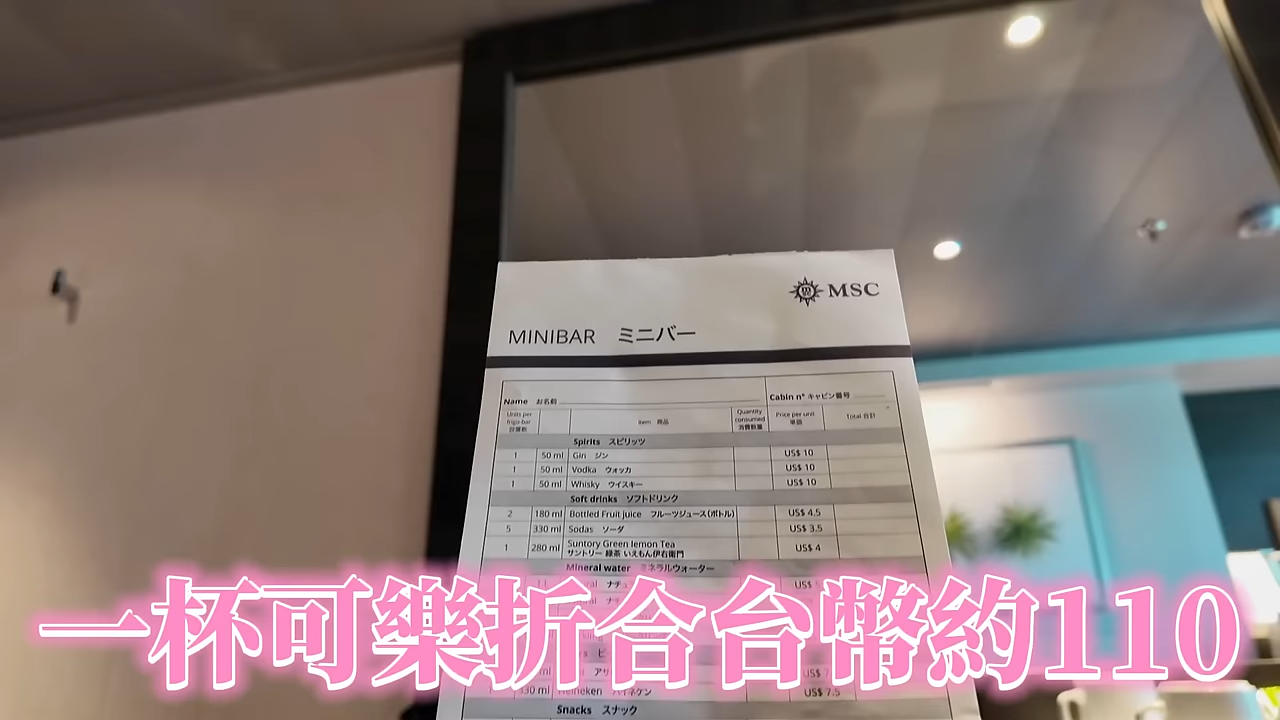 MSC
MINIBAR ミニバー
Name お名前
Cabin n° キャビン番号
Units per frigo-bar 設置数 Item 商品 Quantity consumed 消費数量 Price per unit 単価 Total 合計
Spirits スピリッツ
1 50 ml Gin ジン US$ 10
1 50 ml Vodka ウォッカ US$ 10
1 50 ml Whisky ウイスキー US$ 10
Soft drinks ソフトドリンク
2 180 ml Bottled Fruit juice フルーツジュース(ボトル) US$ 4.5
5 330 ml Sodas ソーダ US$ 3.5
1 280 ml Suntory Green lemon Tea US$ 4
サントリー 緑茶 いえもん伊右衛門
Mineral water ミネラルウォーター
一杯可樂折合台幣約110
Heineken ハイネケン US$ 7.5
Snacks スナック